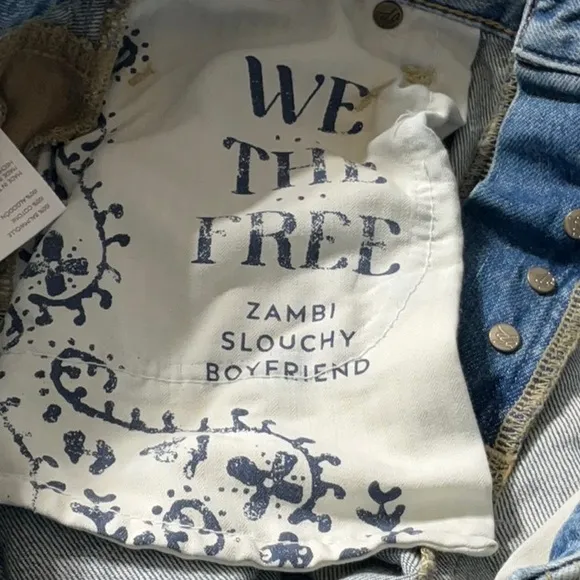 WE
THE
FREE
ZAMBI
SLOUCHY
BOYFRIEND